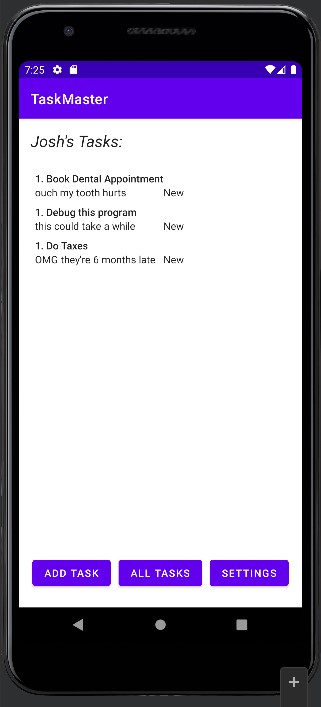 7:25
TaskMaster
Josh's Tasks:
1. Book Dental Appointment
ouch my tooth hurts New
1. Debug this program
this could take a while New
1. Do Taxes
OMG they're 6 months late New
ADD TASK ALL TASKS SETTINGS